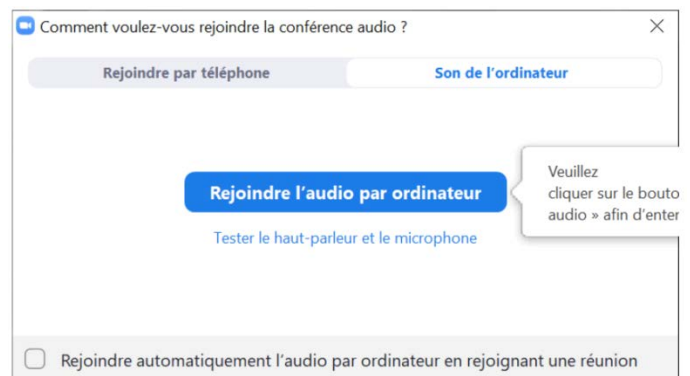 Comment voulez-vous rejoindre la conférence audio ?
Rejoindre par téléphone
Son de l'ordinateur
Rejoindre l'audio par ordinateur
Tester le haut-parleur et le microphone
Veuillez
cliquer sur le
audio » afin
Rejoindre automatiquement l'audio par ordinateur en rejoignant une réunion